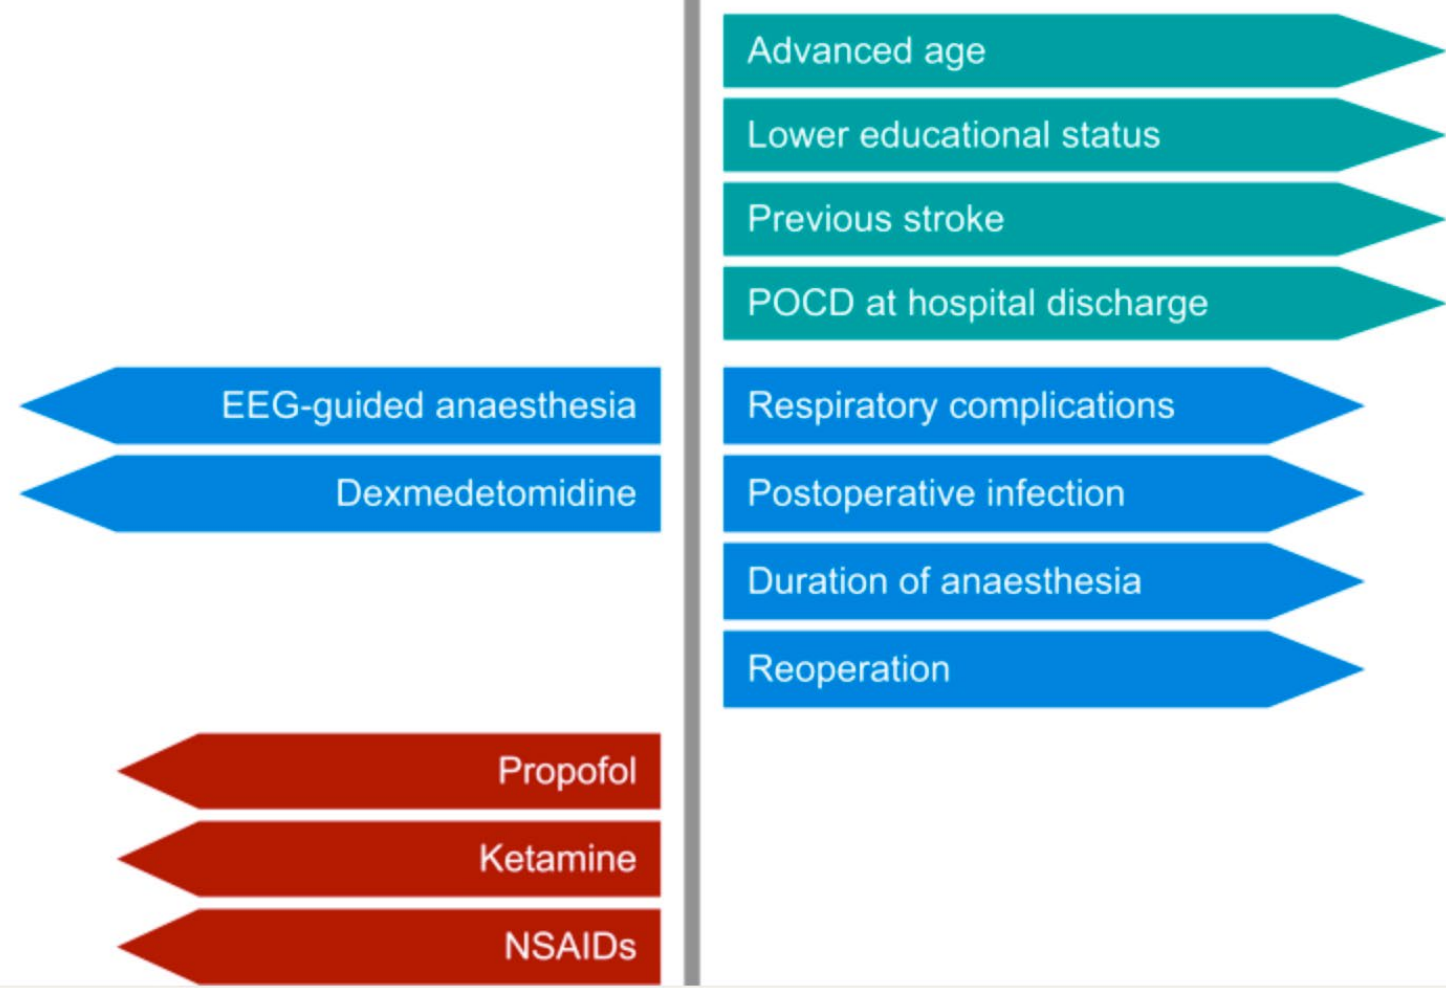 Advanced age
Lower educational status
Previous stroke
POCD at hospital discharge
EEG-guided anaesthesia
Respiratory complications
Dexmedetomidine
Postoperative infection
Duration of anaesthesia
Reoperation
Propofol
Ketamine
NSAIDs